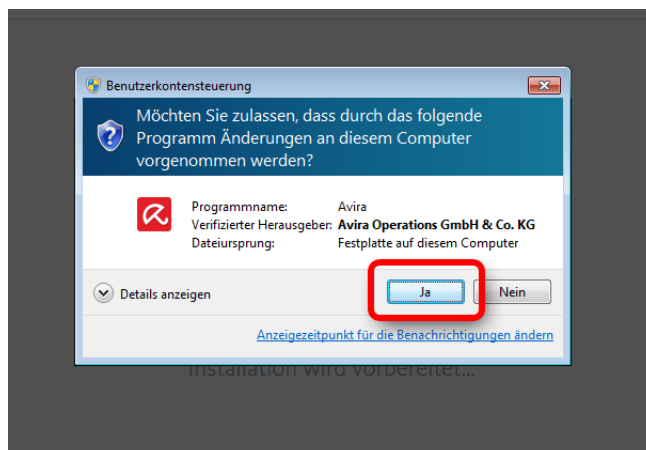 Benutzerkontensteuerung
Möchten Sie zulassen, dass durch das folgende
Programm Änderungen an diesem Computer
vorgenommen werden?
Programmname: Avira
Verifizierter Herausgeber: Avira Operations GmbH & Co. KG
Dateiursprung: Festplatte auf diesem Computer
Details anzeigen Ja Nein
Anzeigezeitpunkt für die Benachrichtigungen ändern
Installation wird vorbereitet...